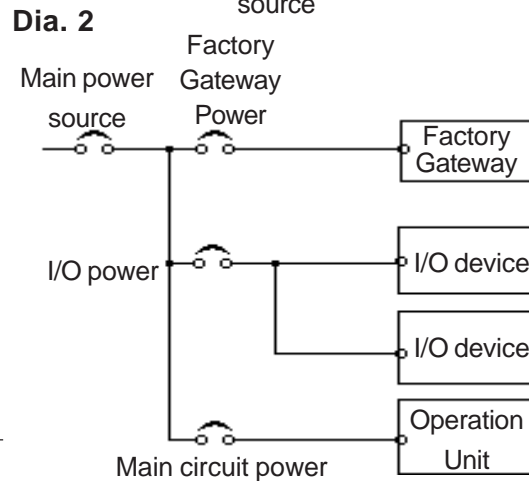 source
Dia. 2
Factory
Gateway
Power
Main power
source
Factory
Gateway
I/O power
I/O device
I/O device
Operation
Unit
Main circuit power